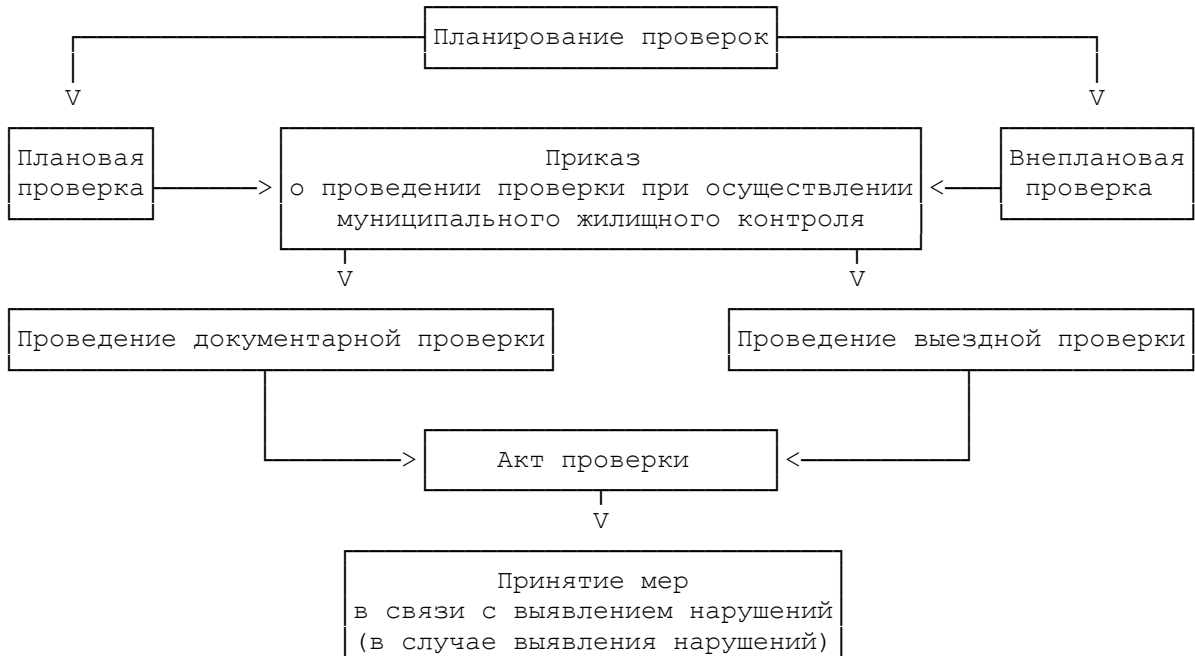 Планирование проверок
V
V
Плановая
проверка
>
Приказ
о проведении проверки при осуществлении
муниципального жилищного контроля
<
Внеплановая
проверка
V
V
Проведение документарной проверки
Проведение выездной проверки
>
Акт проверки
<
V
Принятие мер
в связи с выявлением нарушений
(в случае выявления нарушений)